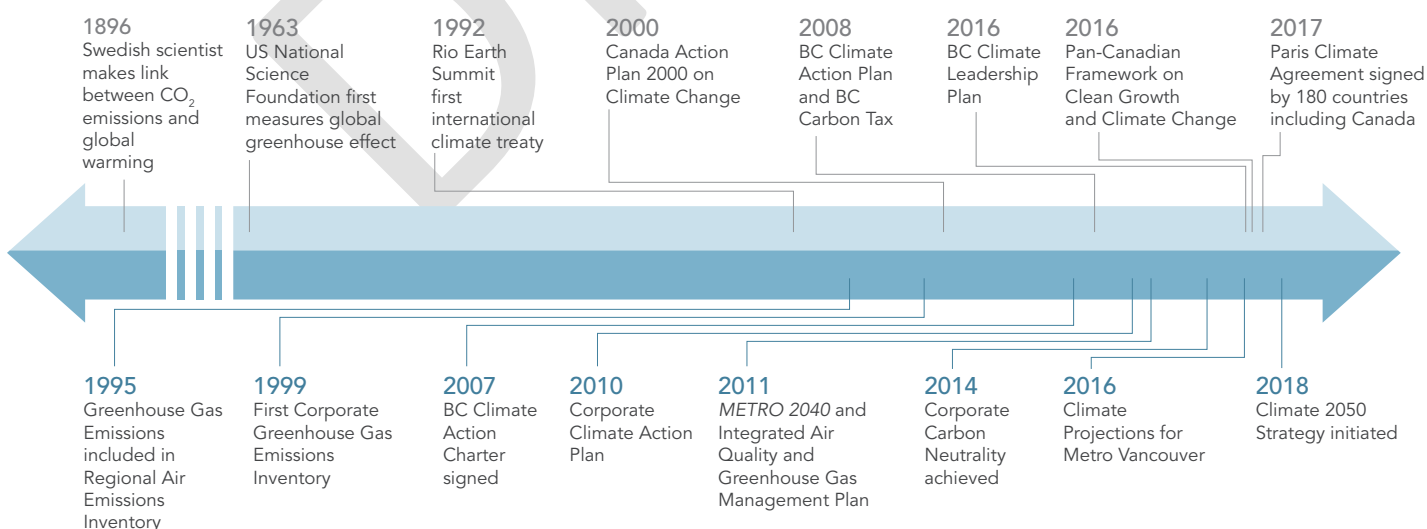 1896
Swedish scientist
makes link
between CO₂
emissions and
global
warming
1963
US National
Science
Foundation first
measures global
greenhouse effect
1992
Rio Earth
Summit
first
international
climate treaty
2000
Canada Action
Plan 2000 on
Climate Change
2008
BC Climate
Action Plan
and BC
Carbon Tax
2016
BC Climate
Leadership
Plan
2016
Pan-Canadian
Framework on
Clean Growth
and Climate Change
2017
Paris Climate
Agreement signed
by 180 countries
including Canada
1995
Greenhouse Gas
Emissions
included in
Regional Air
Emissions
Inventory
1999
First Corporate
Greenhouse Gas
Emissions
Inventory
2007
BC Climate
Action
Charter
signed
2010
Corporate
Climate Action
Plan
2011
METRO 2040 and
Integrated Air
Quality and
Greenhouse Gas
Management Plan
2014
Corporate
Carbon
Neutrality
achieved
2016
Climate
Projections for
Metro Vancouver
2018
Climate 2050
Strategy initiated